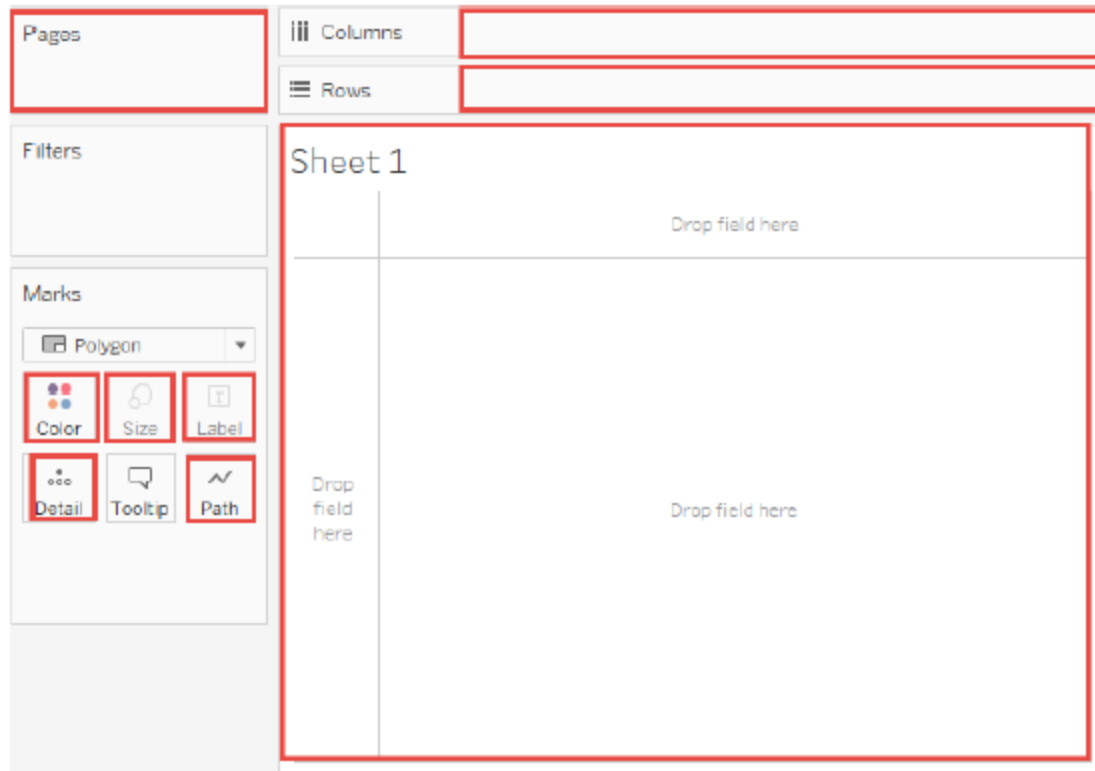 Pages
Columns
Rows
Filters
Sheet 1
Drop field here
Marks
Polygon
Color Size Label
Detail Tooltip Path
Drop
field
here
Drop field here